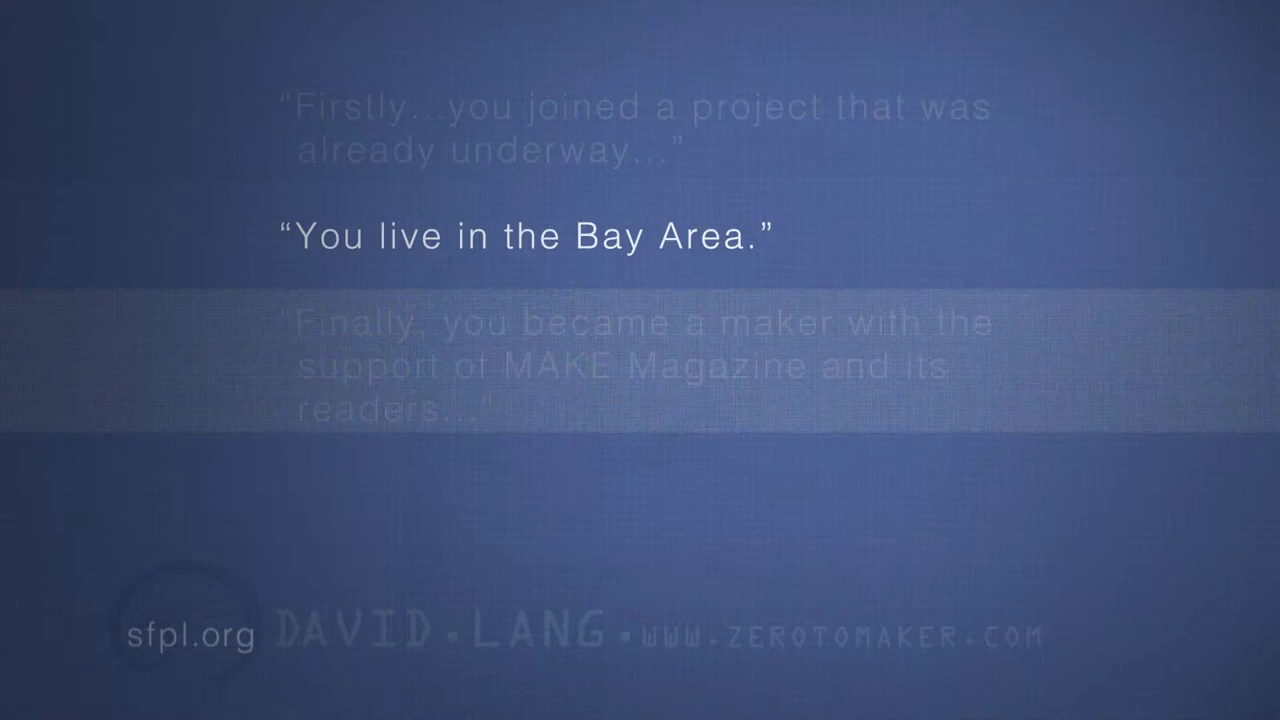 “Firstly...you joined a project that was
already underway...”
“You live in the Bay Area.”
“Finally, you became a maker with the
support of MAKE Magazine and its
readers...”
sfpl.org DAVID.LANG.WWW.ZEROTOMAKER.COM